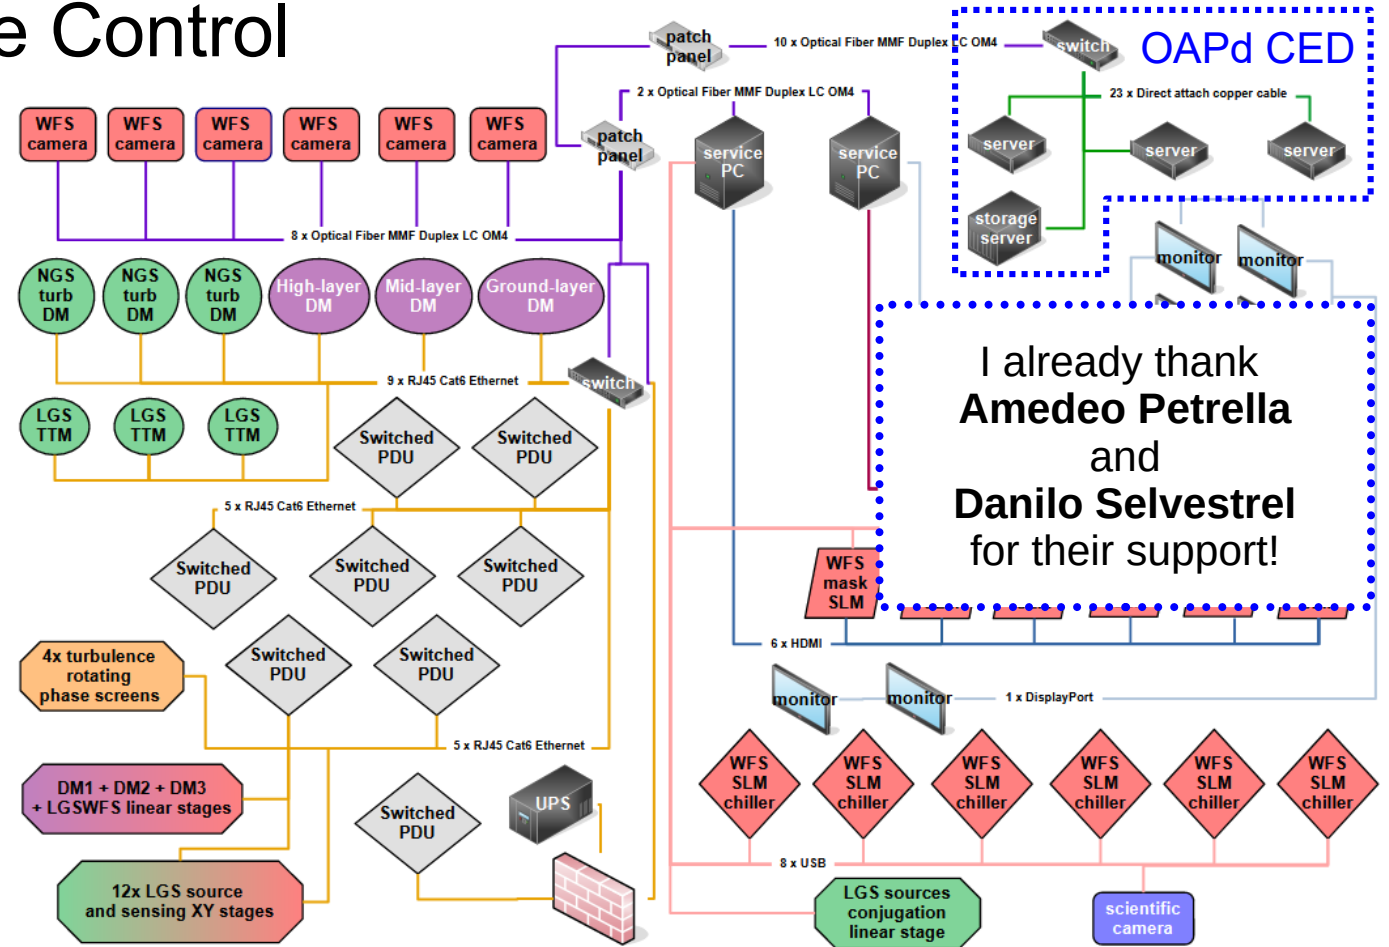 e Control
patch
panel
10 x Optical Fiber MMF Duplex LC OM4
switch
OAPd CED
2 x Optical Fiber MMF Duplex LC OM4
23 x Direct attach copper cable
WFS
camera
WFS
camera
WFS
camera
WFS
camera
WFS
camera
WFS
camera
patch
panel
service
PC
service
PC
server
server
server
storage
server
8 x Optical Fiber MMF Duplex LC OM4
monitor
monitor
NGS
turb
DM
NGS
turb
DM
NGS
turb
DM
High-layer
DM
Mid-layer
DM
Ground-layer
DM
9 x RJ45 Cat6 Ethernet
switch
I already thank
Amedeo Petrella
and
Danilo Selvestrel
for their support!
LGS
TTM
LGS
TTM
LGS
TTM
Switched
PDU
Switched
PDU
5 x RJ45 Cat6 Ethernet
Switched
PDU
Switched
PDU
Switched
PDU
WFS
mask
SLM
6 x HDMI
4x turbulence
rotating
phase screens
Switched
PDU
Switched
PDU
monitor
monitor
1 x DisplayPort
5 x RJ45 Cat6 Ethernet
DM1 + DM2 + DM3
+ LGSWFS linear stages
Switched
PDU
UPS
WFS
SLM
chiller
WFS
SLM
chiller
WFS
SLM
chiller
WFS
SLM
chiller
WFS
SLM
chiller
WFS
SLM
chiller
8 x USB
12x LGS source
and sensing XY stages
LGS sources
conjugation
linear stage
scientific
camera